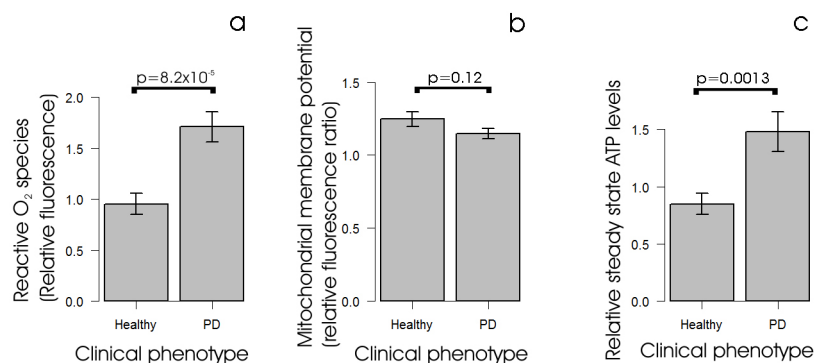 a
p=8.2x10⁻⁵
Reactive O₂ species
(Relative fluorescence)
2.0
1.5
1.0
0.5
0.0
Healthy PD
Clinical phenotype
b
p=0.12
Mitochondrial membrane potential
(relative fluorescence ratio)
1.5
1.0
0.5
0.0
Healthy PD
Clinical phenotype
c
p=0.0013
Relative steady state ATP levels
1.5
1.0
0.5
0.0
Healthy PD
Clinical phenotype